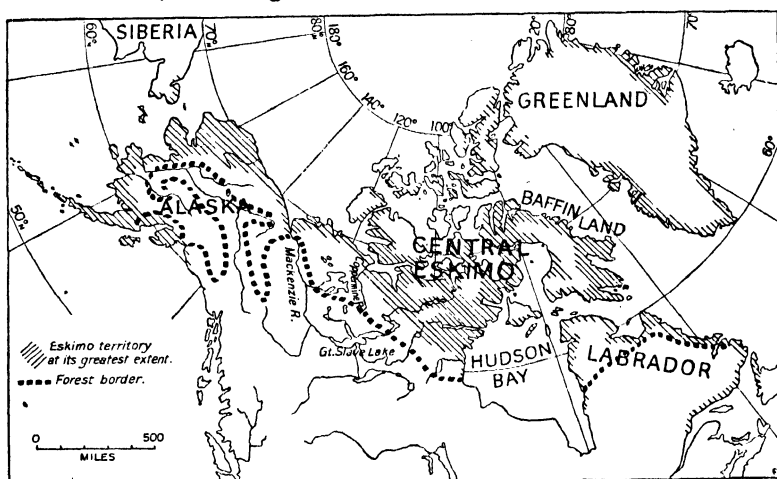 SIBERIA
60°
70°
80°
180°
160°
140°
120°
100°
20°
80°
70°
60°
50°
GREENLAND
BAFFIN LAND
ALASKA
CENTRAL
ESKIMO
Mackenzie R.
Coppermine R.
Gt. Slave Lake
HUDSON
BAY
LABRADOR
Eskimo territory
at its greatest extent.
Forest border.
0 500
MILES